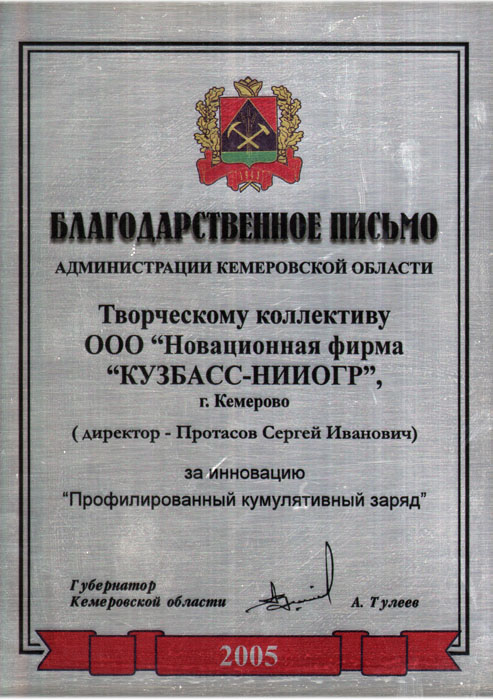 1943
БЛАГОДАРСТВЕННОЕ ПИСЬМО
АДМИНИСТРАЦИИ КЕМЕРОВСКОЙ ОБЛАСТИ
Творческому коллективу
ООО “Новационная фирма
“КУЗБАСС-НИИОГР”,
г. Кемерово
( директор - Протасов Сергей Иванович)
за инновацию
“Профилированный кумулятивный заряд”
Губернатор
Кемеровской области
А. Тулеев
2005